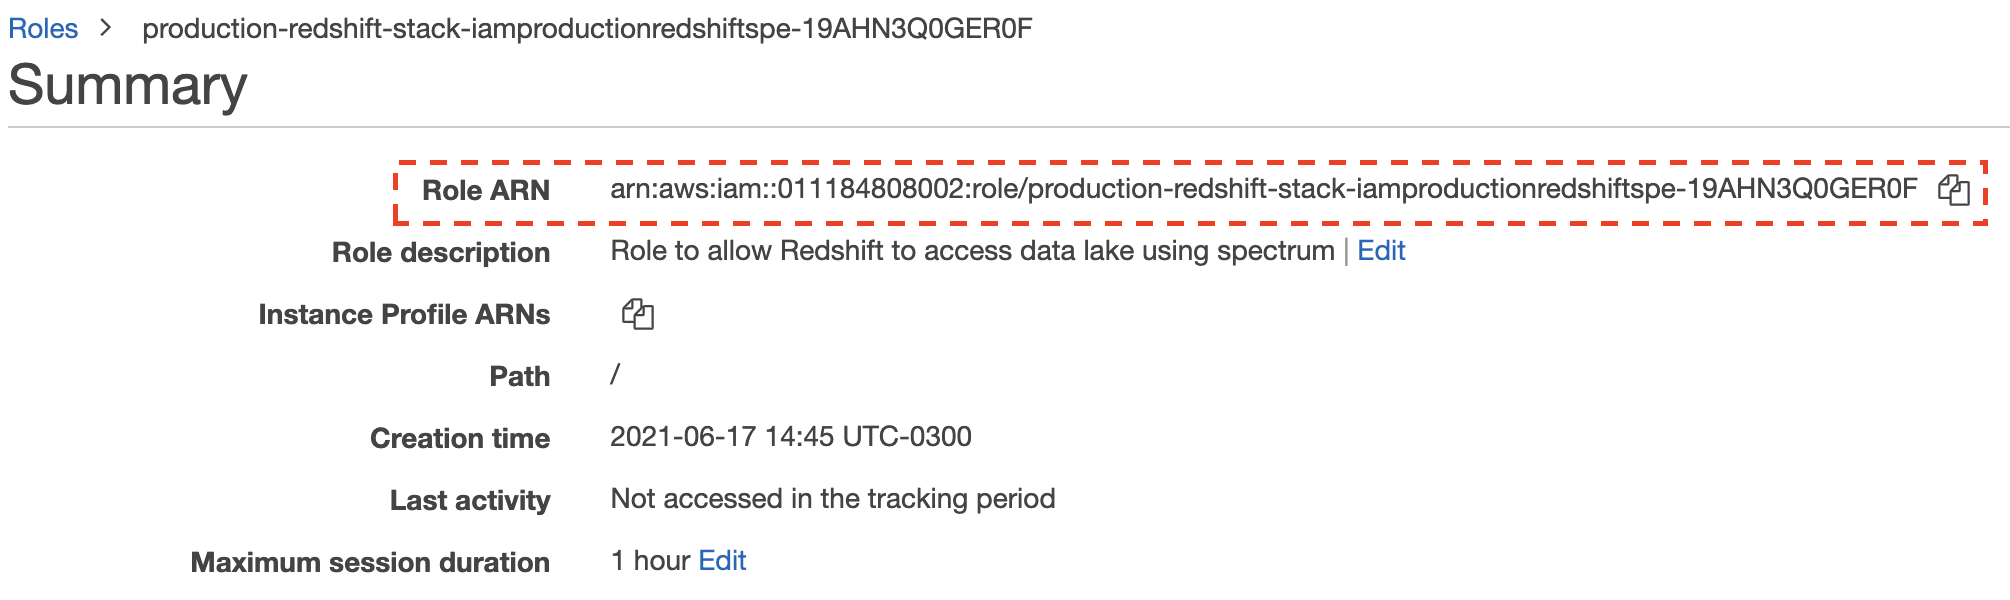 Roles > production-redshift-stack-iamproductionredshiftspe-19AHN3Q0GER0F
Summary
Role ARN arn:aws:iam::011184808002:role/production-redshift-stack-iamproductionredshiftspe-19AHN3Q0GER0F
Role description Role to allow Redshift to access data lake using spectrum | Edit
Instance Profile ARNs
Path /
Creation time 2021-06-17 14:45 UTC-0300
Last activity Not accessed in the tracking period
Maximum session duration 1 hour Edit